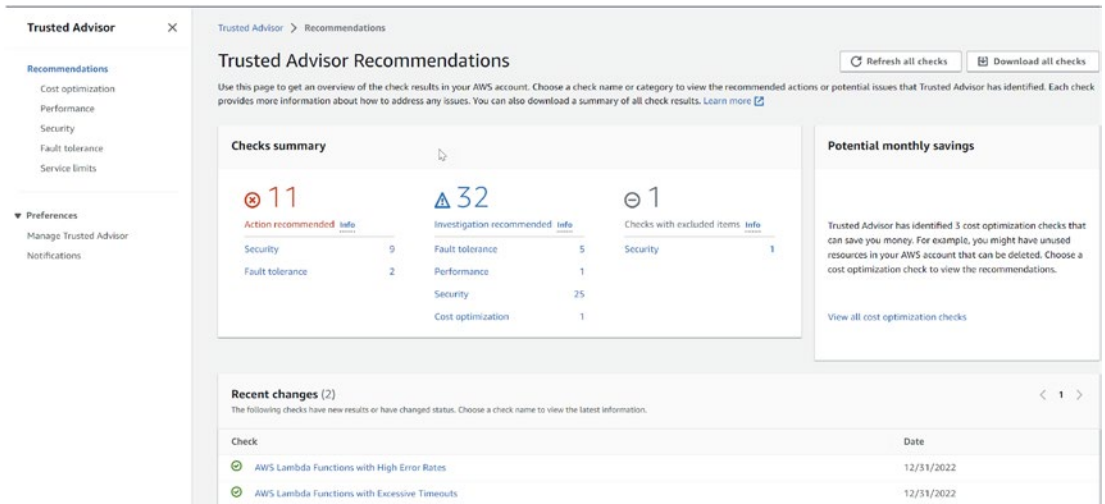 Trusted Advisor
Recommendations
Cost optimization
Performance
Security
Fault tolerance
Service limits
Preferences
Manage Trusted Advisor
Notifications
Trusted Advisor > Recommendations
Trusted Advisor Recommendations
Refresh all checks
Download all checks
Use this page to get an overview of the check results in your AWS account. Choose a check name or category to view the recommended actions or potential issues that Trusted Advisor has identified. Each check
provides more information about how to address any issues. You can also download a summary of all check results. Learn more
Checks summary
11
Action recommended Info
Security 9
Fault tolerance 2
32
Investigation recommended Info
Fault tolerance 5
Performance 1
Security 25
Cost optimization 1
1
Checks with excluded items Info
Security 1
Potential monthly savings
Trusted Advisor has identified 3 cost optimization checks that
can save you money. For example, you might have unused
resources in your AWS account that can be deleted. Choose a
cost optimization check to view the recommendations.
View all cost optimization checks
Recent changes (2)
< 1 >
The following checks have new results or have changed status. Choose a check name to view the latest information.
Check Date
AWS Lambda Functions with High Error Rates 12/31/2022
AWS Lambda Functions with Excessive Timeouts 12/31/2022